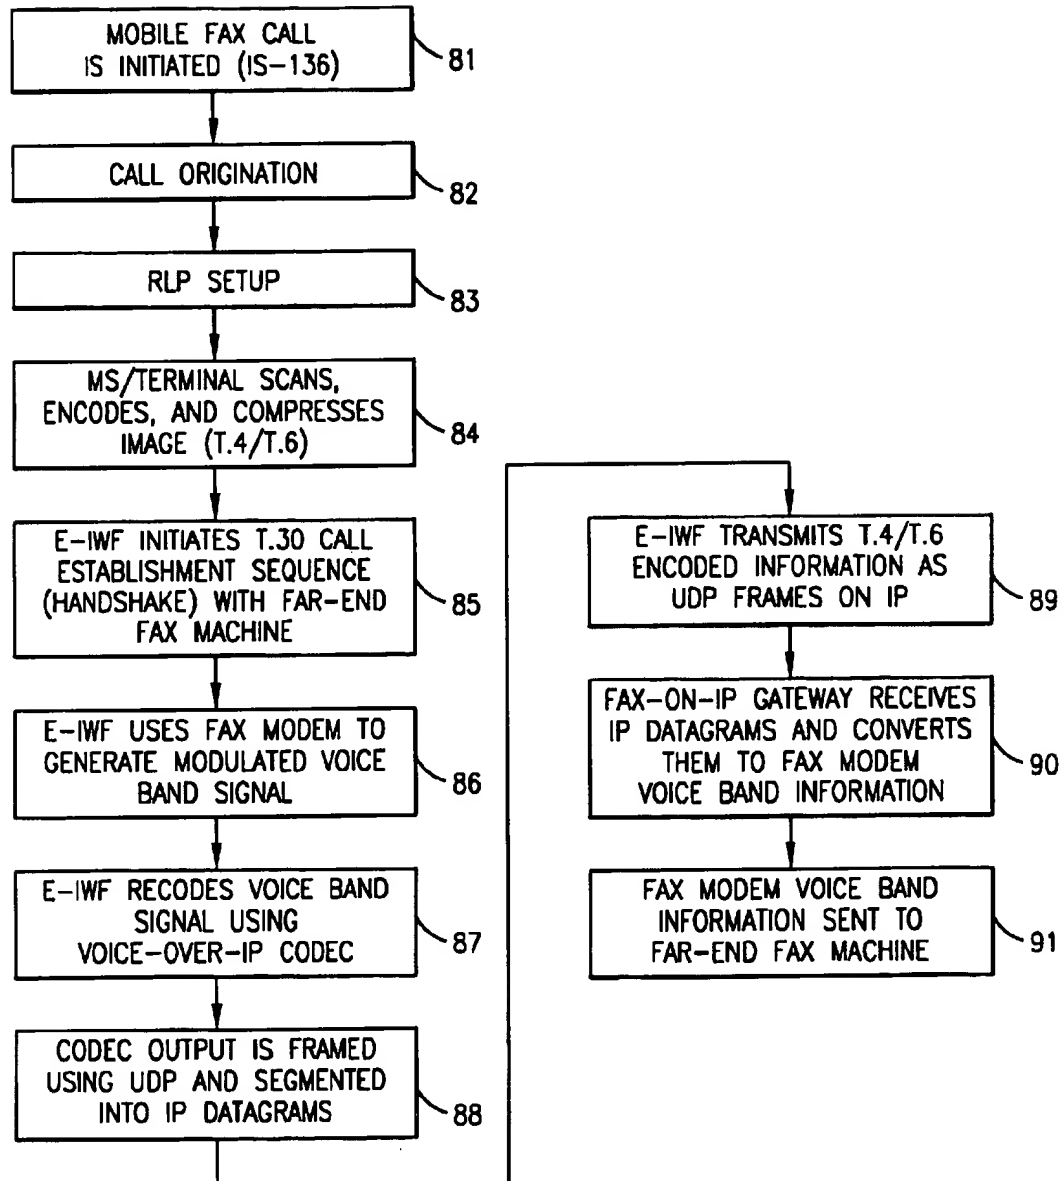 MOBILE FAX CALL
IS INITIATED (IS-136)
81
CALL ORIGINATION
82
RLP SETUP
83
MS/TERMINAL SCANS,
ENCODES, AND COMPRESSES
IMAGE (T.4/T.6)
84
E-IWF INITIATES T.30 CALL
ESTABLISHMENT SEQUENCE
(HANDSHAKE) WITH FAR-END
FAX MACHINE
85
E-IWF USES FAX MODEM TO
GENERATE MODULATED VOICE
BAND SIGNAL
86
E-IWF RECODES VOICE BAND
SIGNAL USING
VOICE-OVER-IP CODEC
87
CODEC OUTPUT IS FRAMED
USING UDP AND SEGMENTED
INTO IP DATAGRAMS
88
E-IWF TRANSMITS T.4/T.6
ENCODED INFORMATION AS
UDP FRAMES ON IP
89
FAX-ON-IP GATEWAY RECEIVES
IP DATAGRAMS AND CONVERTS
THEM TO FAX MODEM
VOICE BAND INFORMATION
90
FAX MODEM VOICE BAND
INFORMATION SENT TO
FAR-END FAX MACHINE
91